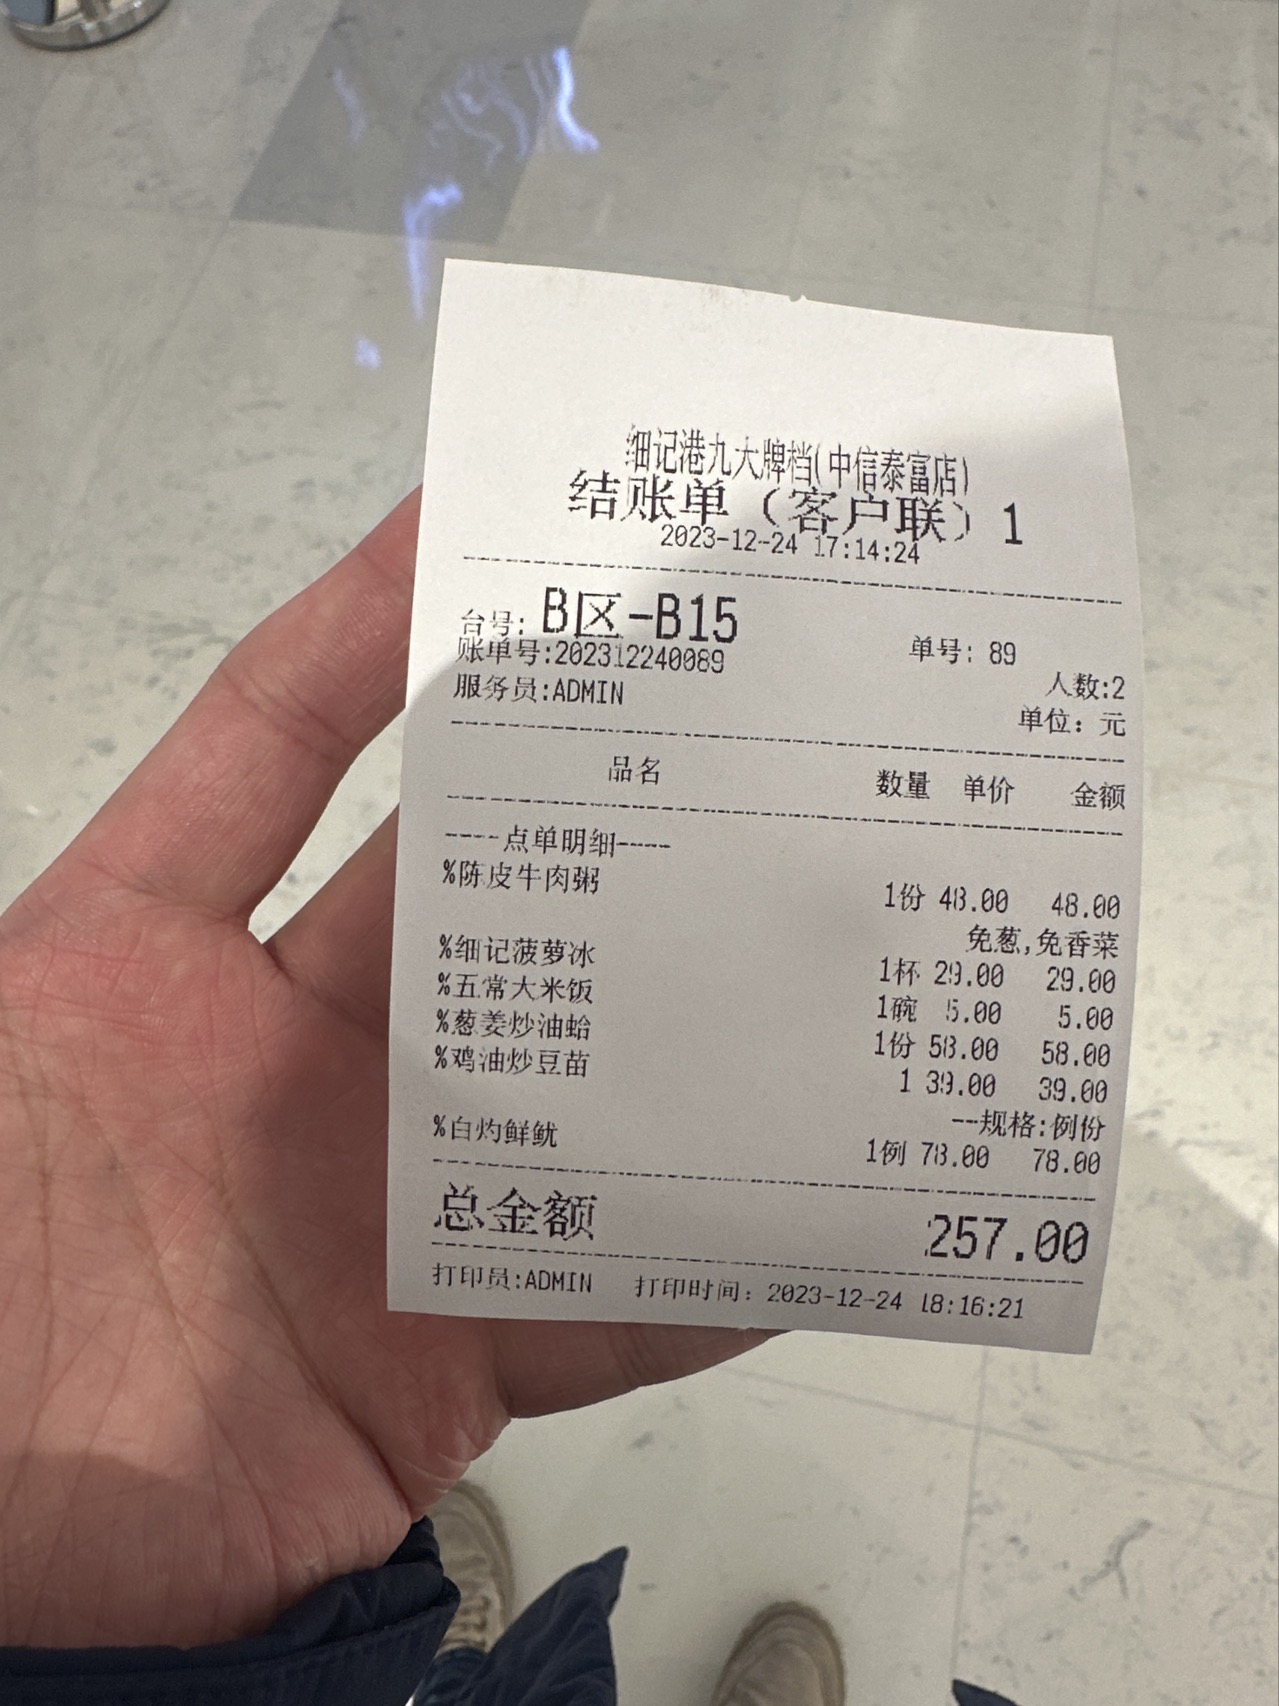 细记港九大牌档(中信泰富店)
结账单（客户联）1
2023-12-24 17:14:24
台号: B区-B15 单号: 89
账单号:202312240089
服务员:ADMIN 人数:2
单位: 元
品名 数量 单价 金额
----点单明细----
%陈皮牛肉粥 1份 48.00 48.00
免葱,免香菜
%细记菠萝冰 1杯 29.00 29.00
%五常大米饭 1碗 5.00 5.00
%葱姜炒油蛤 1份 58.00 58.00
%鸡油炒豆苗 1 39.00 39.00
--规格:例份
%白灼鲜鱿 1例 78.00 78.00
总金额 257.00
打印员:ADMIN 打印时间: 2023-12-24 18:16:21